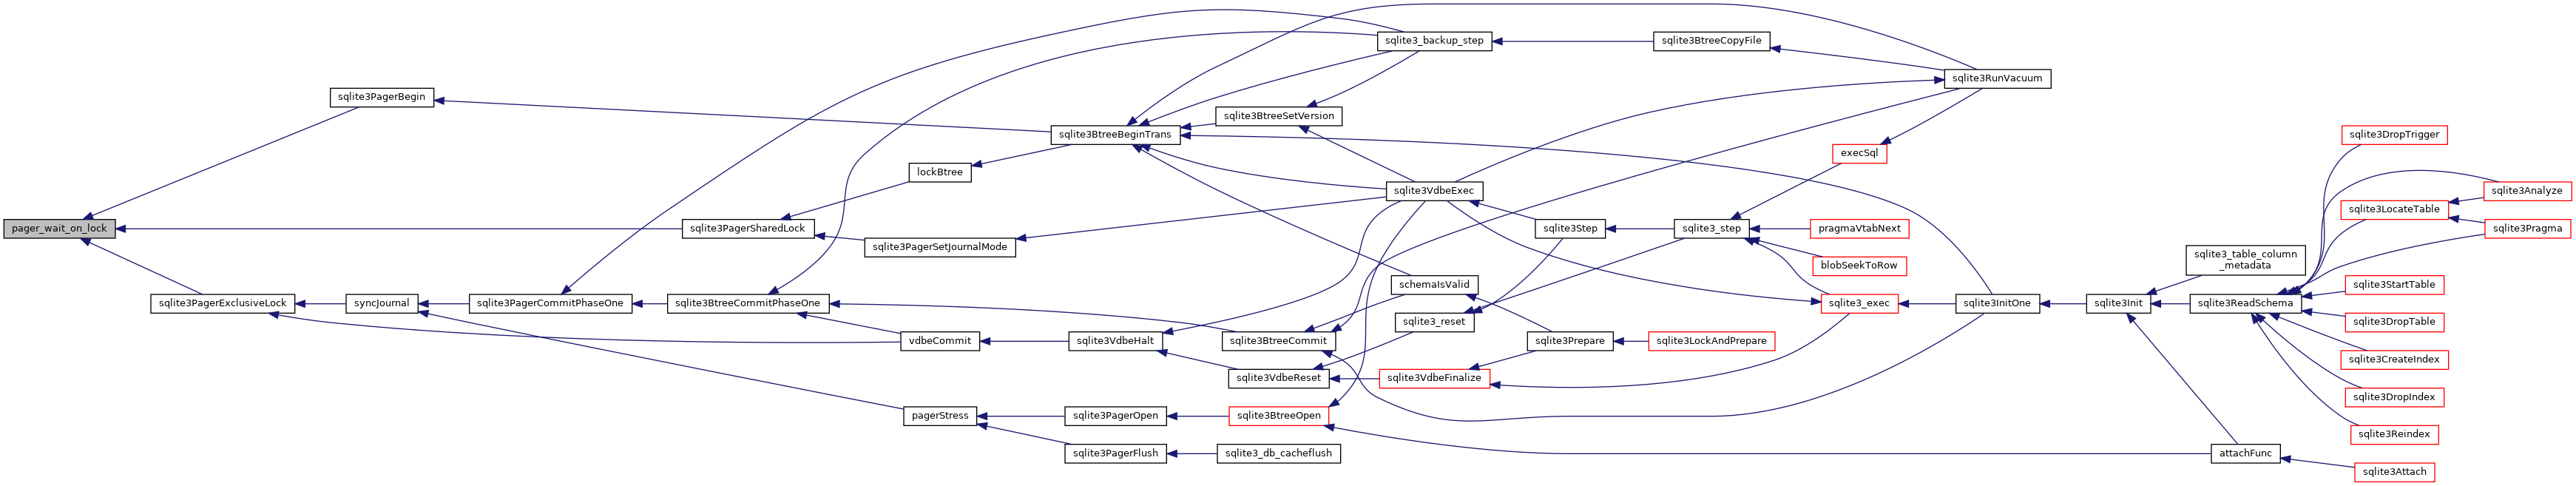 pager_wait_on_lock
sqlite3PagerBegin
sqlite3PagerExclusiveLock
syncJournal
sqlite3PagerCommitPhaseOne
sqlite3PagerSharedLock
sqlite3BtreeCommitPhaseOne
lockBtree
sqlite3PagerSetJournalMode
vdbeCommit
pagerStress
sqlite3BtreeBeginTrans
sqlite3VdbeHalt
sqlite3PagerOpen
sqlite3PagerFlush
sqlite3BtreeSetVersion
sqlite3BtreeCommit
sqlite3VdbeReset
sqlite3BtreeOpen
sqlite3_db_cacheflush
sqlite3_backup_step
sqlite3VdbeExec
schemaIsValid
sqlite3_reset
sqlite3VdbeFinalize
sqlite3Step
sqlite3Prepare
sqlite3BtreeCopyFile
sqlite3_step
sqlite3LockAndPrepare
execSql
pragmaVtabNext
blobSeekToRow
sqlite3_exec
sqlite3RunVacuum
sqlite3InitOne
sqlite3Init
sqlite3_table_column
_metadata
sqlite3ReadSchema
attachFunc
sqlite3DropTrigger
sqlite3LocateTable
sqlite3StartTable
sqlite3DropTable
sqlite3CreateIndex
sqlite3DropIndex
sqlite3Reindex
sqlite3Attach
sqlite3Analyze
sqlite3Pragma